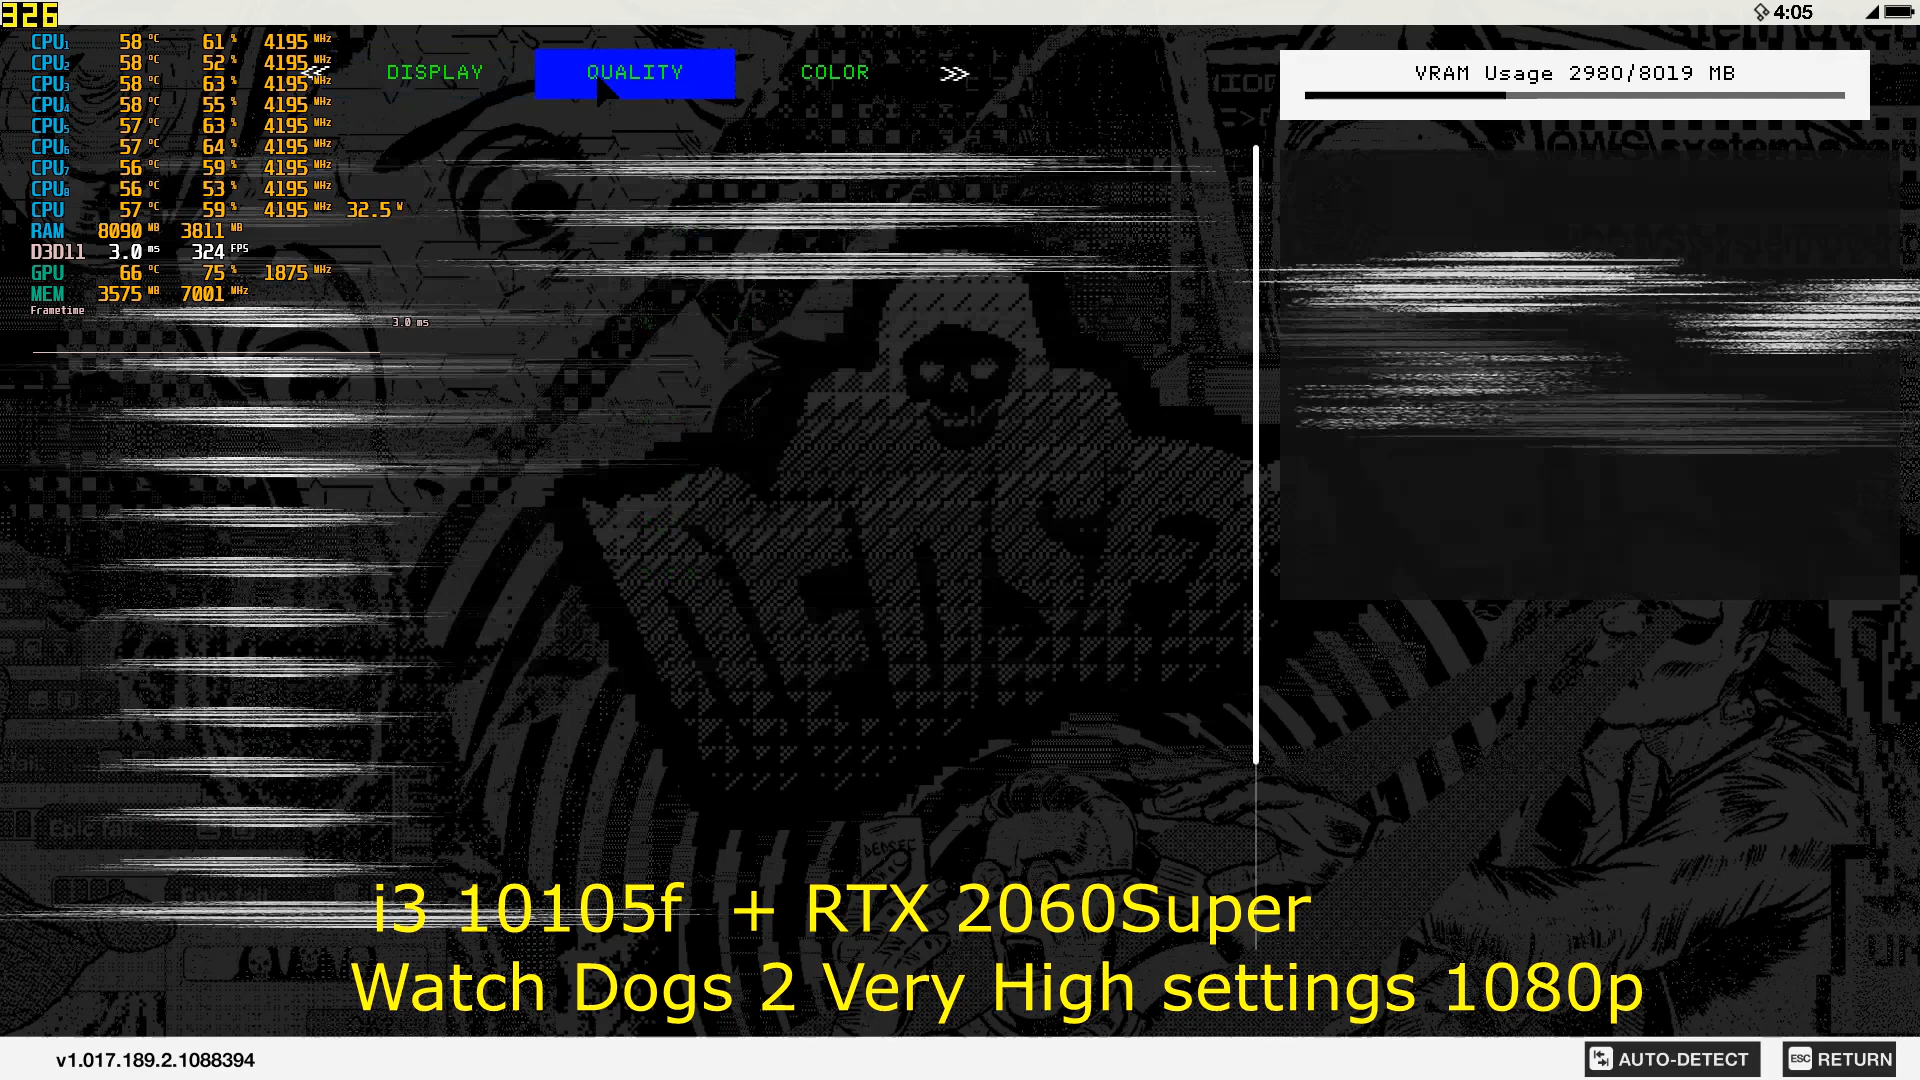 326
4:05
CPU1 58 °C 61 % 4195 MHz
CPU2 58 °C 52 % 4195 MHz
CPU3 58 °C 63 % 4195 MHz
CPU4 58 °C 55 % 4195 MHz
CPU5 57 °C 63 % 4195 MHz
CPU6 57 °C 64 % 4195 MHz
CPU7 56 °C 59 % 4195 MHz
CPU8 56 °C 53 % 4195 MHz
CPU 57 °C 59 % 4195 MHz 32.5 W
RAM 8090 MB 3811 MB
D3D11 3.0 ms 324 FPS
GPU 66 °C 75 % 1875 MHz
MEM 3575 MB 7001 MHz
Frametime
3.0 ms
<< DISPLAY QUALITY COLOR >>
VRAM Usage 2980/8019 MB
DEDSEC
Epic fail
i3 10105f + RTX 2060Super
Watch Dogs 2 Very High settings 1080p
v1.017.189.2.1088394
AUTO-DETECT
ESC RETURN